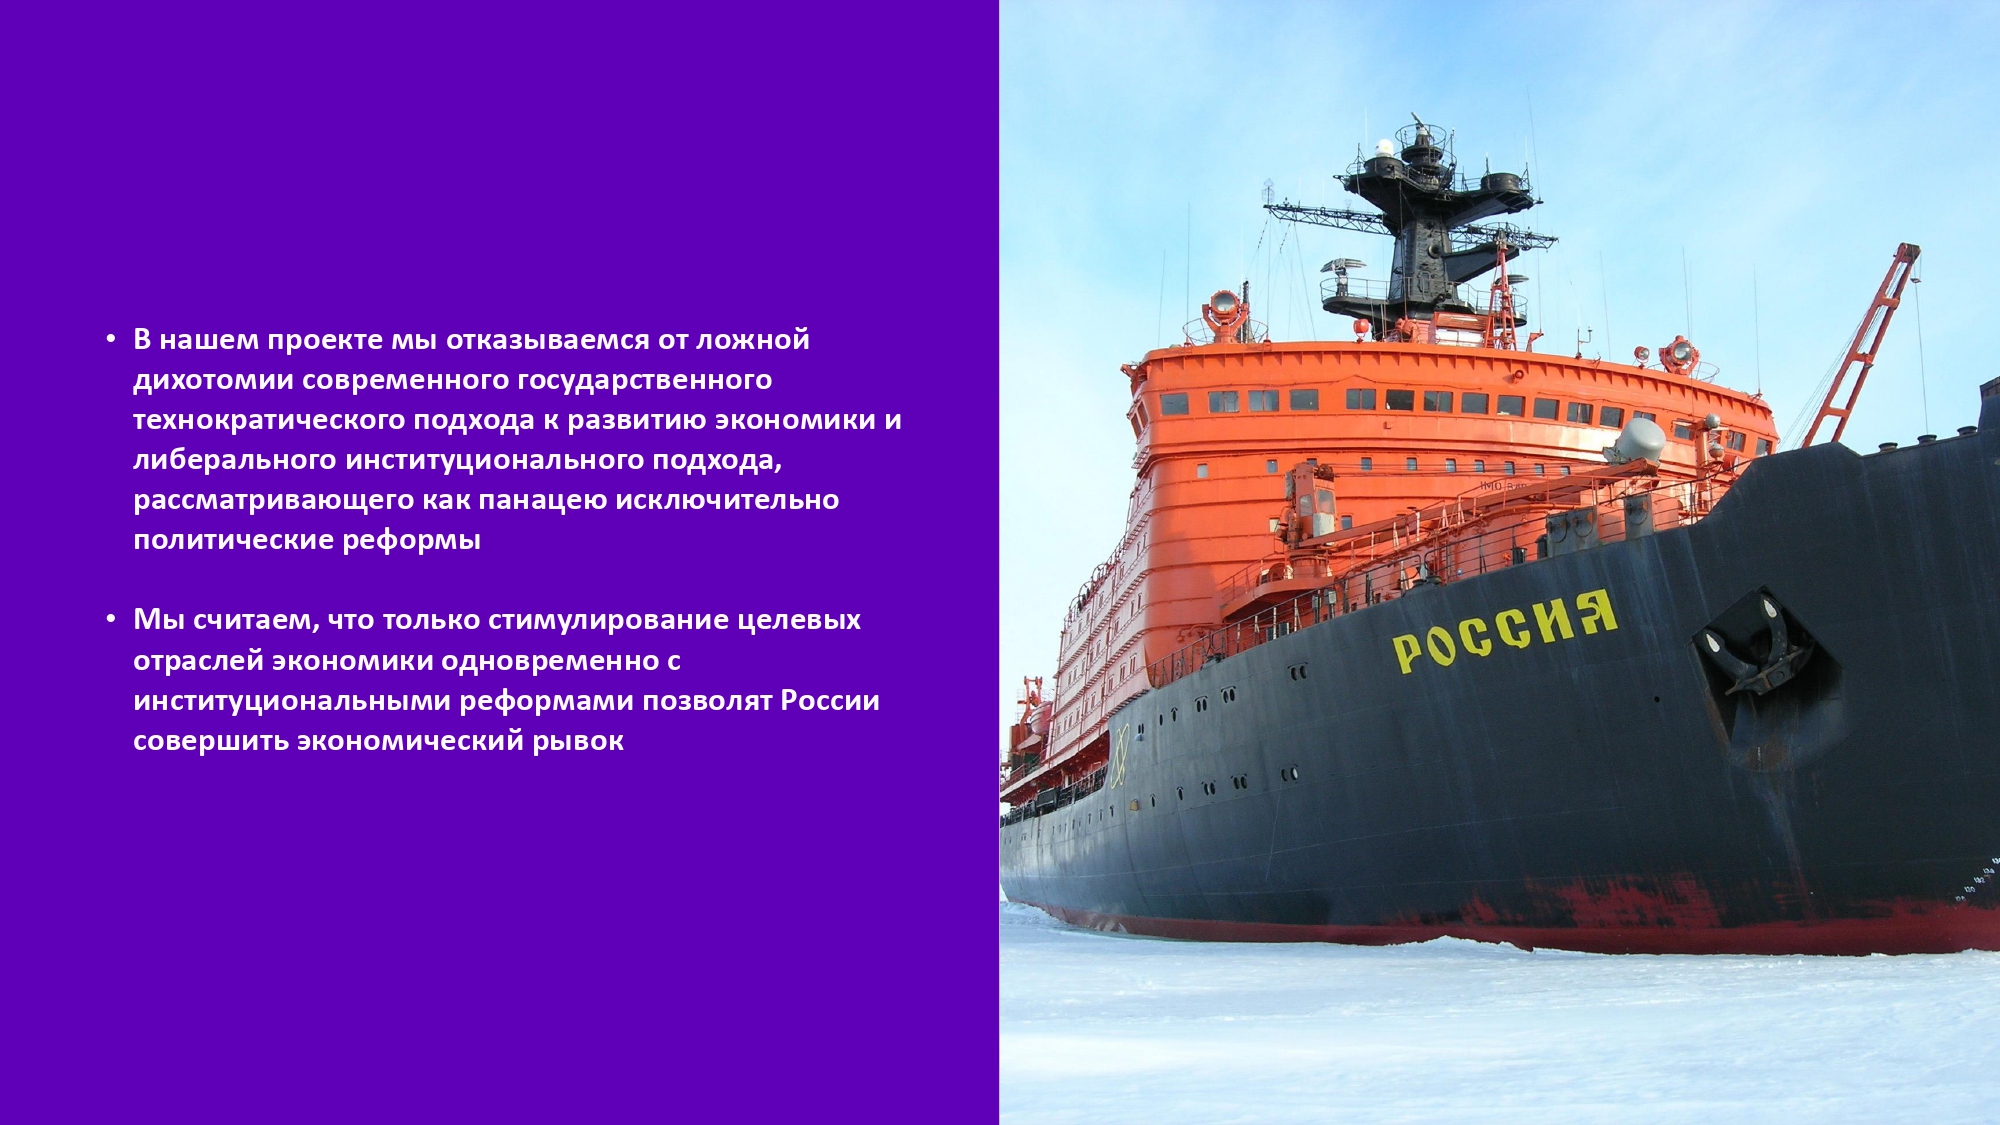 • В нашем проекте мы отказываемся от ложной
дихотомии современного государственного
технократического подхода к развитию экономики и
либерального институционального подхода,
рассматривающего как панацею исключительно
политические реформы
• Мы считаем, что только стимулирование целевых
отраслей экономики одновременно с
институциональными реформами позволят России
совершить экономический рывок
РОССИЯ